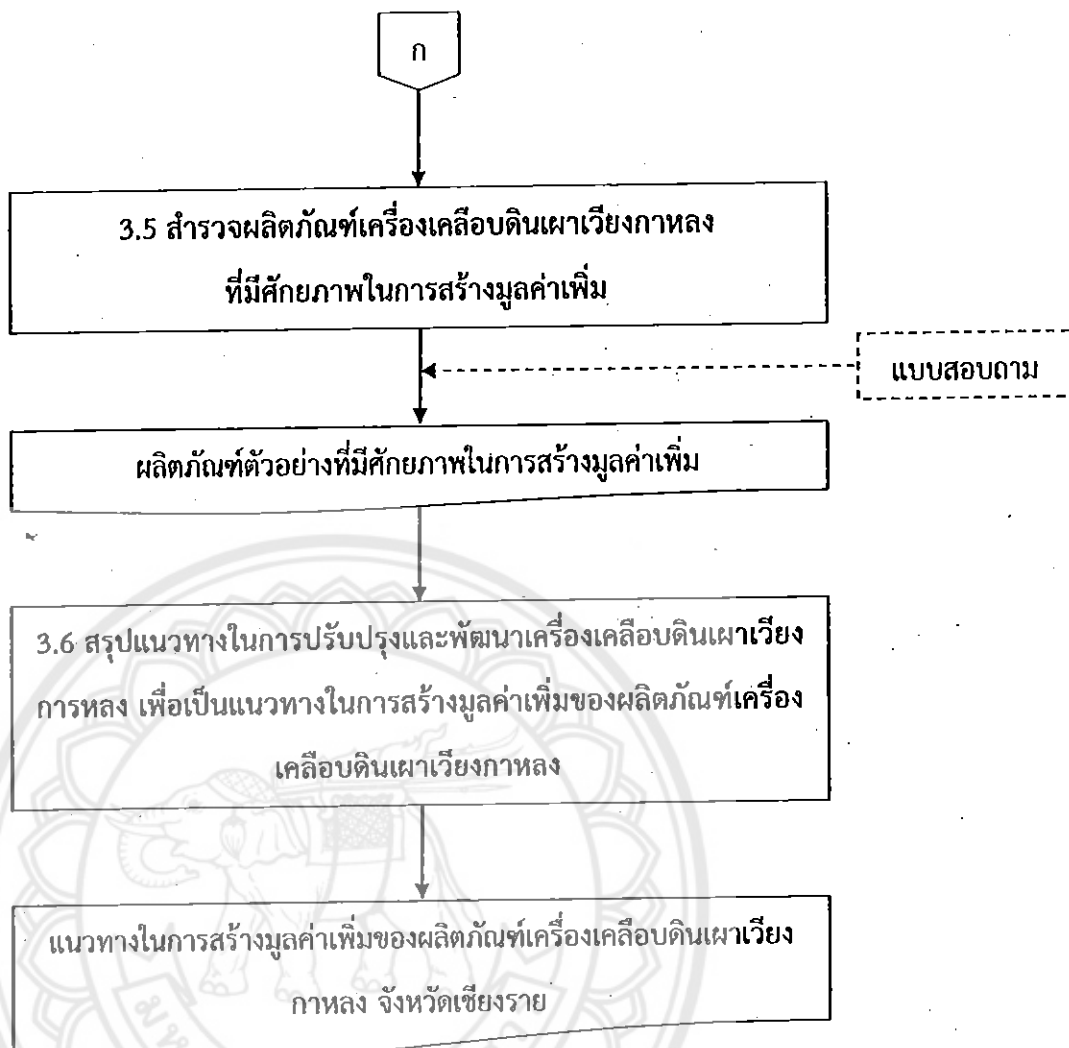 ก
3.5 สำรวจผลิตภัณฑ์เครื่องเคลือบดินเผาเวียงกาหลง
ที่มีศักยภาพในการสร้างมูลค่าเพิ่ม
แบบสอบถาม
ผลิตภัณฑ์ตัวอย่างที่มีศักยภาพในการสร้างมูลค่าเพิ่ม
3.6 สรุปแนวทางในการปรับปรุงและพัฒนาเครื่องเคลือบดินเผาเวียง
การหลง เพื่อเป็นแนวทางในการสร้างมูลค่าเพิ่มของผลิตภัณฑ์เครื่อง
เคลือบดินเผาเวียงกาหลง
แนวทางในการสร้างมูลค่าเพิ่มของผลิตภัณฑ์เครื่องเคลือบดินเผาเวียง
กาหลง จังหวัดเชียงราย